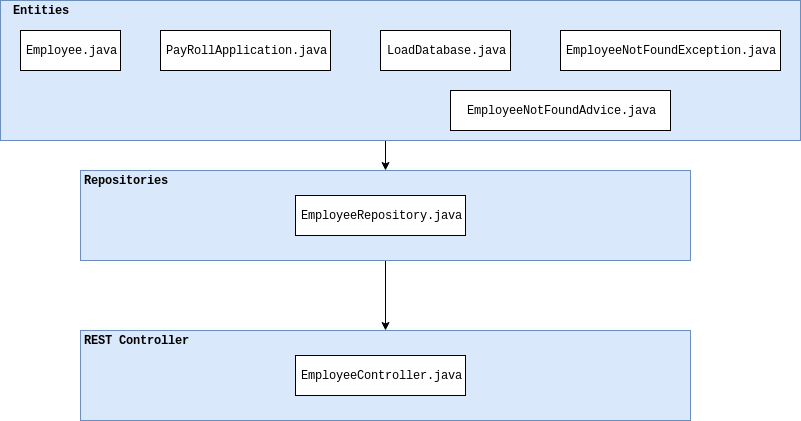 Entities
Employee.java
PayRollApplication.java
LoadDatabase.java
EmployeeNotFoundException.java
EmployeeNotFoundAdvice.java
Repositories
EmployeeRepository.java
REST Controller
EmployeeController.java